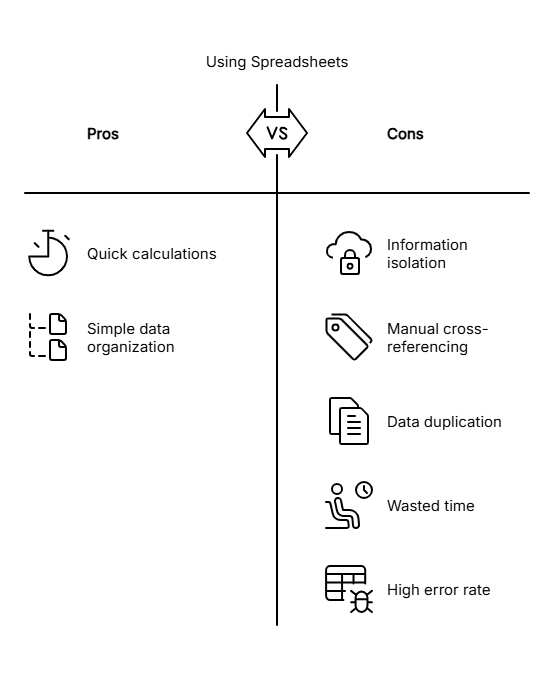 Using Spreadsheets
VS
Pros
Cons
Quick calculations
Simple data
organization
Information
isolation
Manual cross-
referencing
Data duplication
Wasted time
High error rate